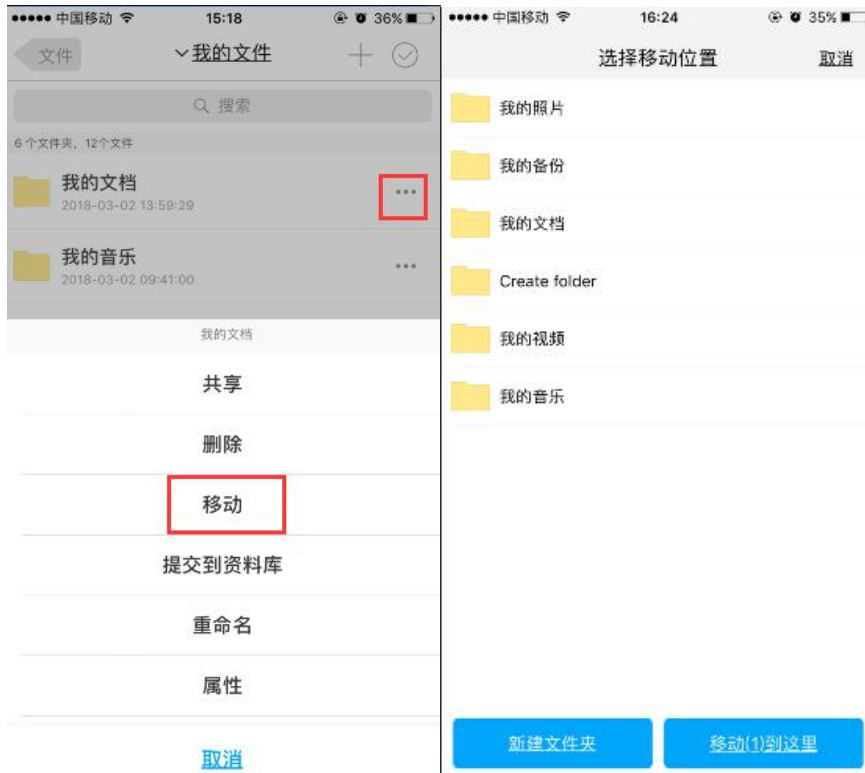 中国移动 15:18 36%
文件 我的文件
搜索
6个文件夹，12个文件
我的文档
2018-03-02 13:59:29
我的音乐
2018-03-02 09:41:00
我的文档
共享
删除
移动
提交到资料库
重命名
属性
取消
中国移动 16:24 35%
选择移动位置 取消
我的照片
我的备份
我的文档
Create folder
我的视频
我的音乐
新建文件夹 移动(1)到这里